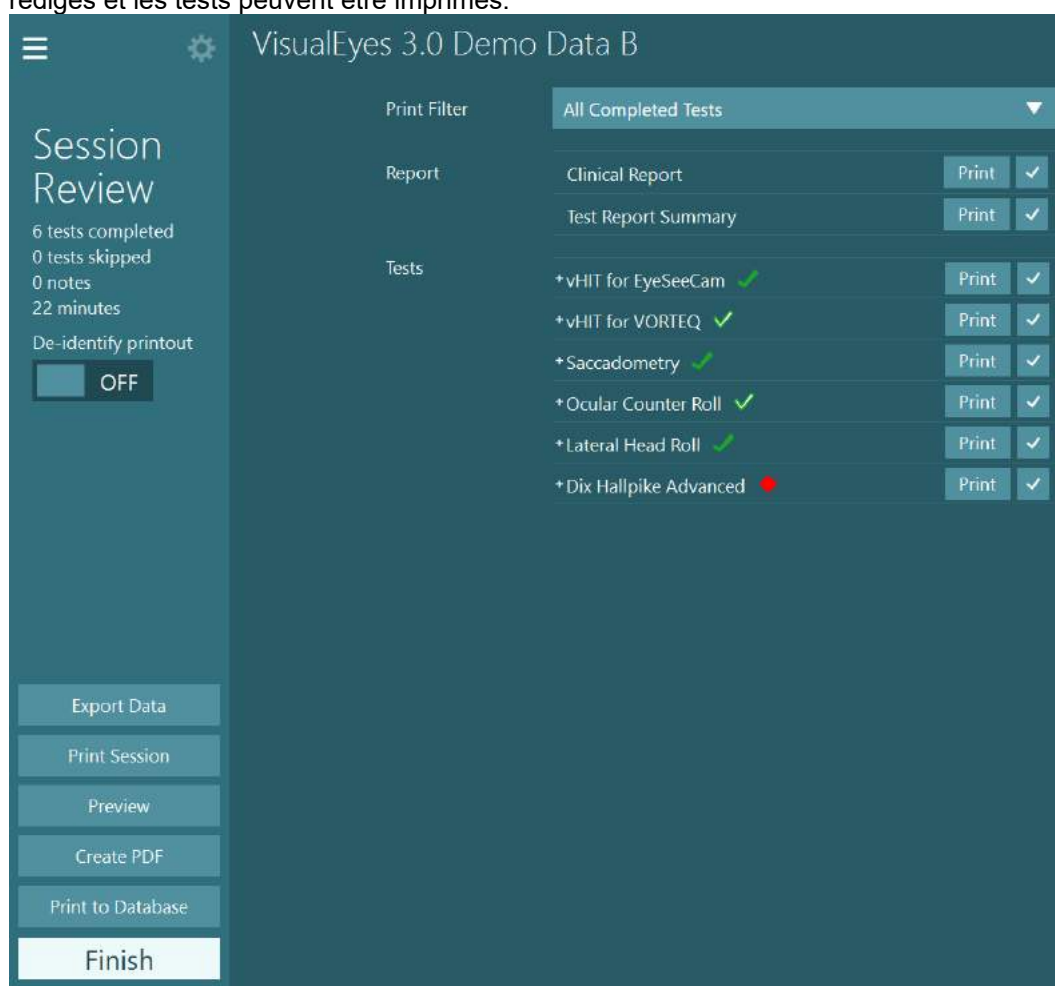 rédigés et les tests peuvent être imprimés.
VisualEyes 3.0 Demo Data B
Session
Review
6 tests completed
0 tests skipped
0 notes
22 minutes
De-identify printout
OFF
Print Filter
All Completed Tests
Report
Clinical Report
Print
Test Report Summary
Print
Tests
+vHIT for EyeSeeCam
Print
+vHIT for VORTEQ
Print
+Saccadometry
Print
+Ocular Counter Roll
Print
+Lateral Head Roll
Print
+Dix Hallpike Advanced
Print
Export Data
Print Session
Preview
Create PDF
Print to Database
Finish